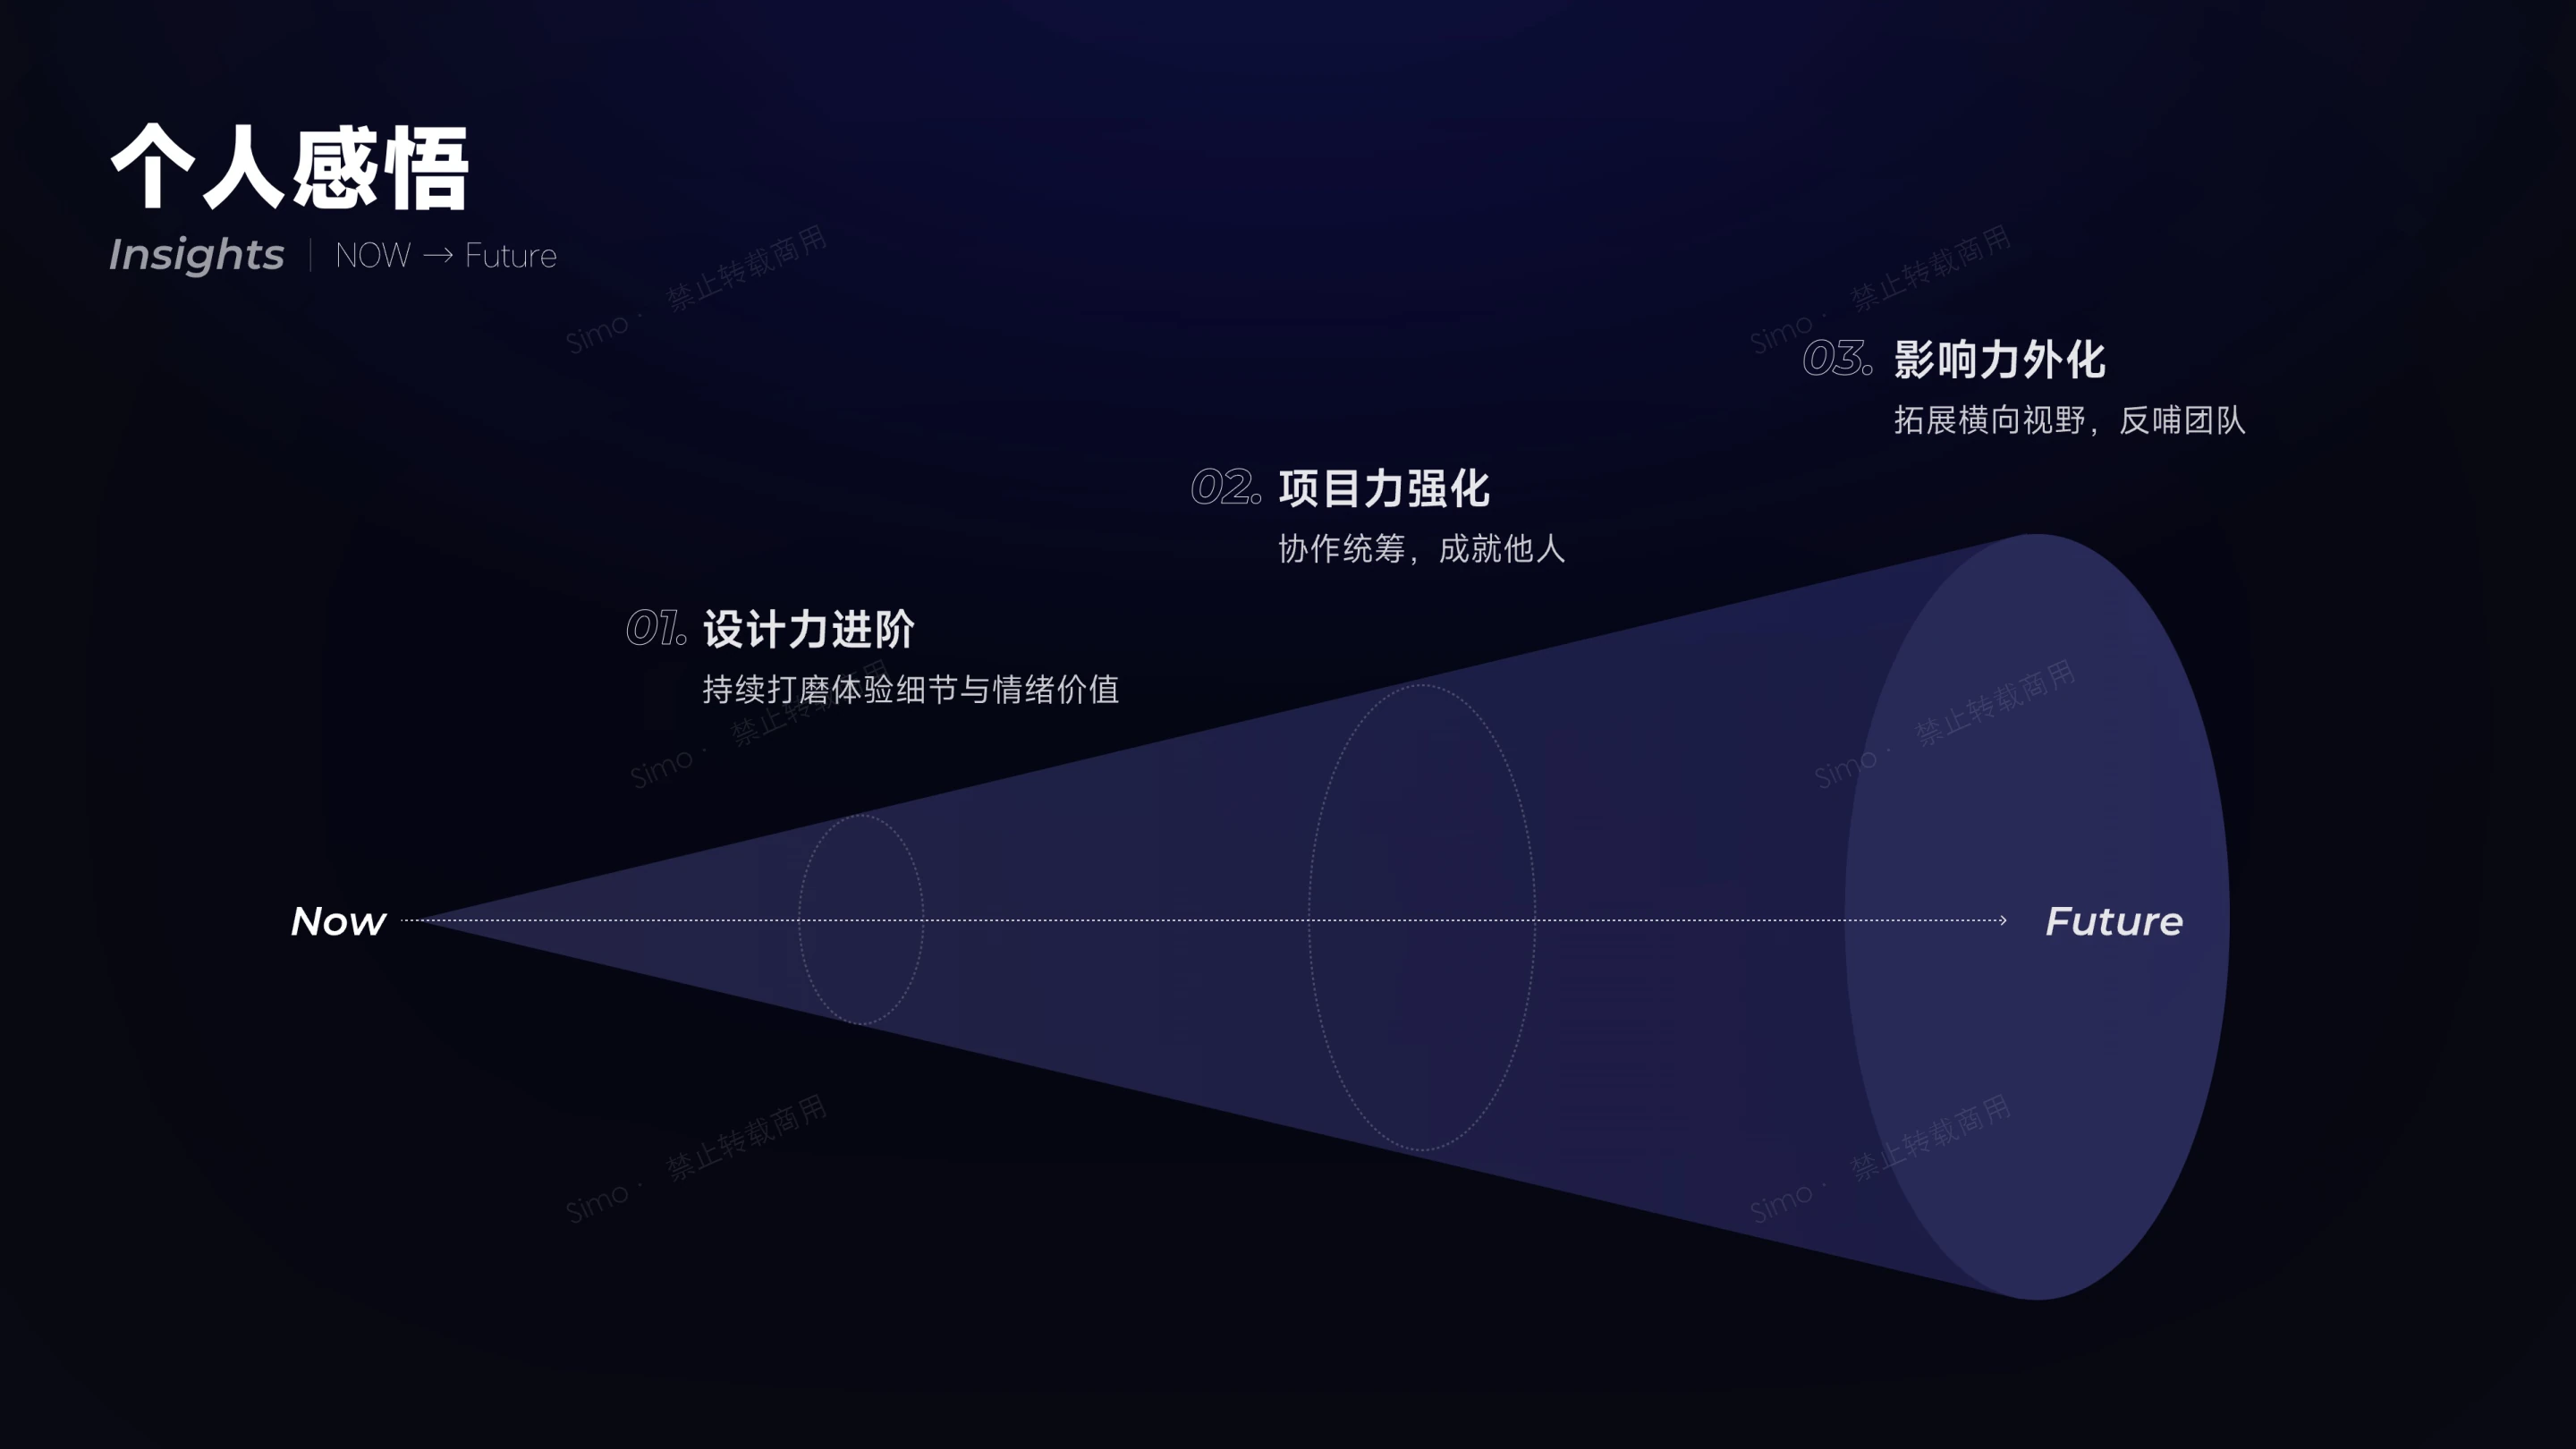 个人感悟
Insights | NOW → Future
Simo · 禁止转载商用
Simo · 禁止转载商用
03. 影响力外化
拓展横向视野，反哺团队
02. 项目力强化
协作统筹，成就他人
01. 设计力进阶
持续打磨体验细节与情绪价值
Simo · 禁止转载商用
Simo · 禁止转载商用
Now
Future
Simo · 禁止转载商用
Simo · 禁止转载商用